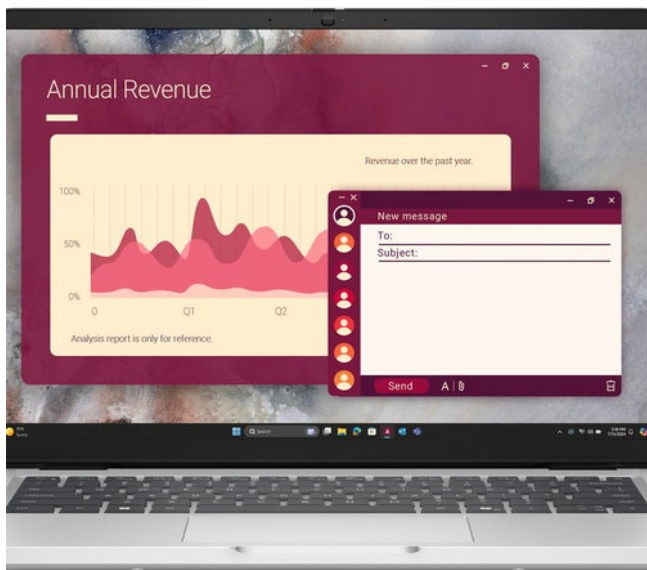 Annual Revenue
Revenue over the past year.
100%
50%
0%
0
Q1
Q2
Analysis report is only for reference.
New message
To:
Subject:
Send
A
Search